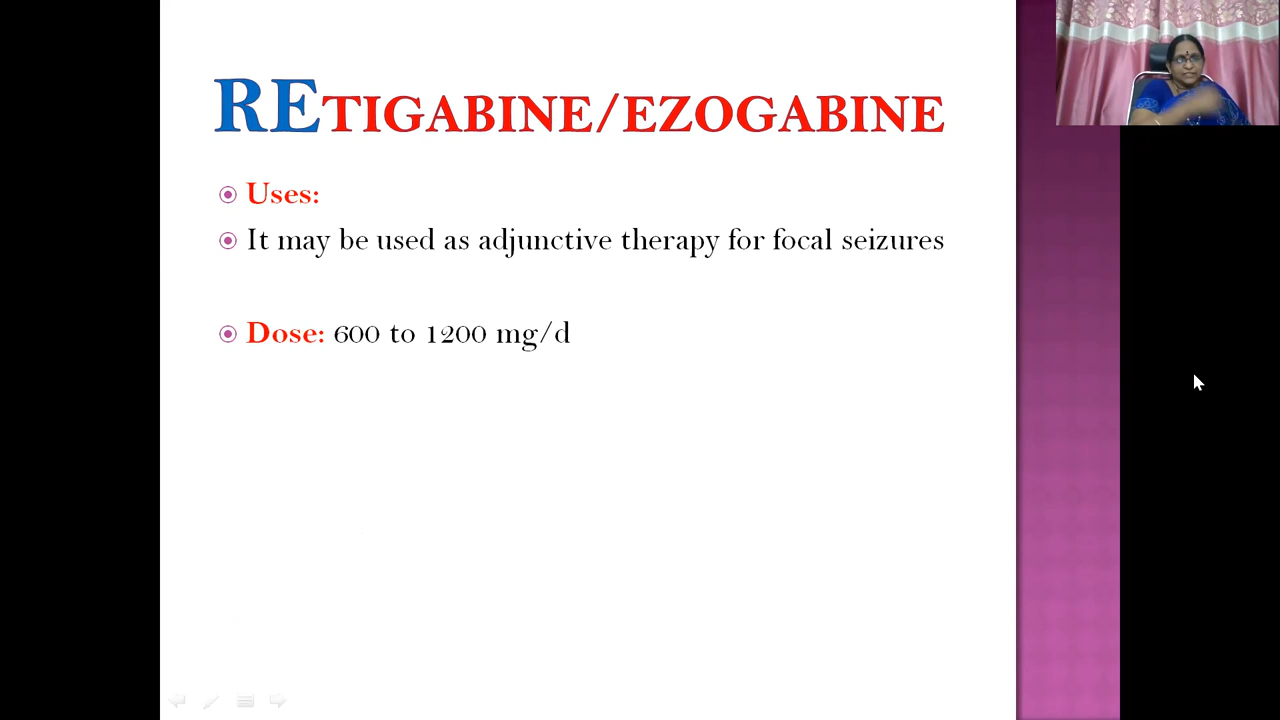 RETIGABINE/EZOGABINE
Uses:
It may be used as adjunctive therapy for focal seizures
Dose: 600 to 1200 mg/d